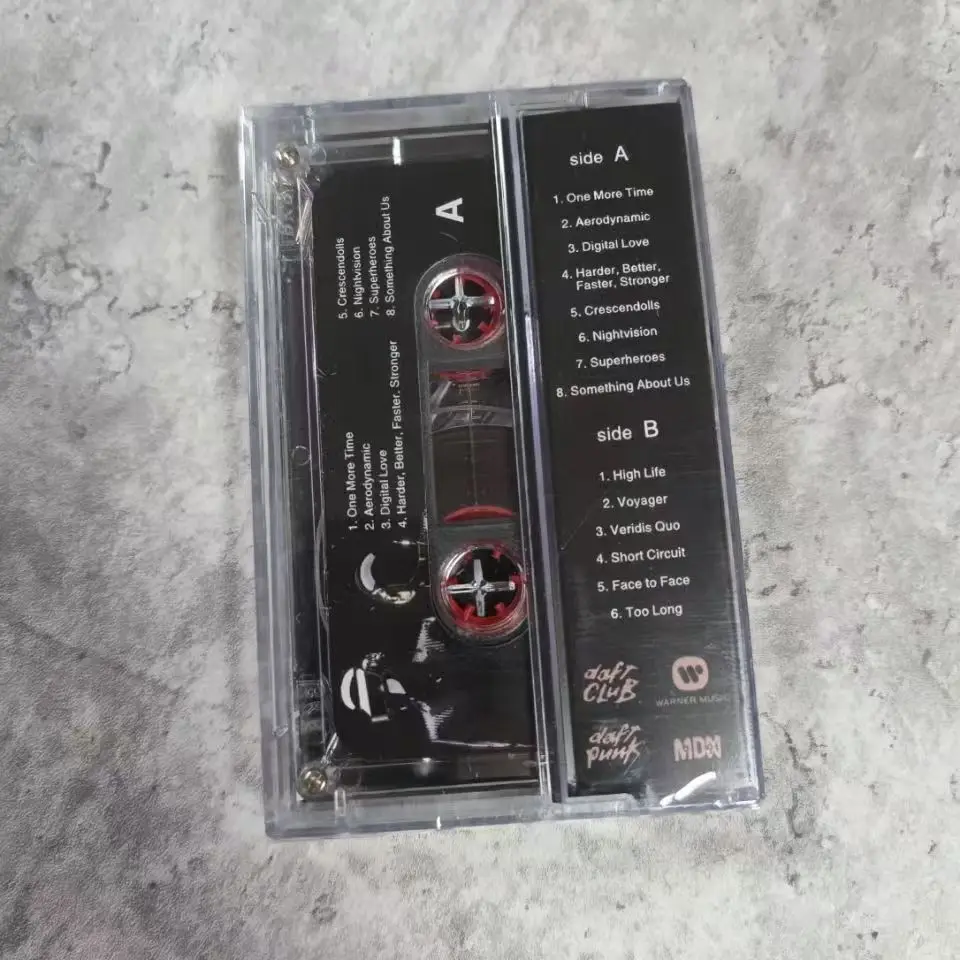 A
1. One More Time
2. Aerodynamic
3. Digital Love
4. Harder, Better, Faster, Stronger
5. Crescendolls
6. Nightvision
7. Superheroes
8. Something About Us
side A
1. One More Time
2. Aerodynamic
3. Digital Love
4. Harder, Better,
Faster, Stronger
5. Crescendolls
6. Nightvision
7. Superheroes
8. Something About Us
side B
1. High Life
2. Voyager
3. Veridis Quo
4. Short Circuit
5. Face to Face
6. Too Long
daft
CLUB
WARNER MUSIC
daft
punk
MDN